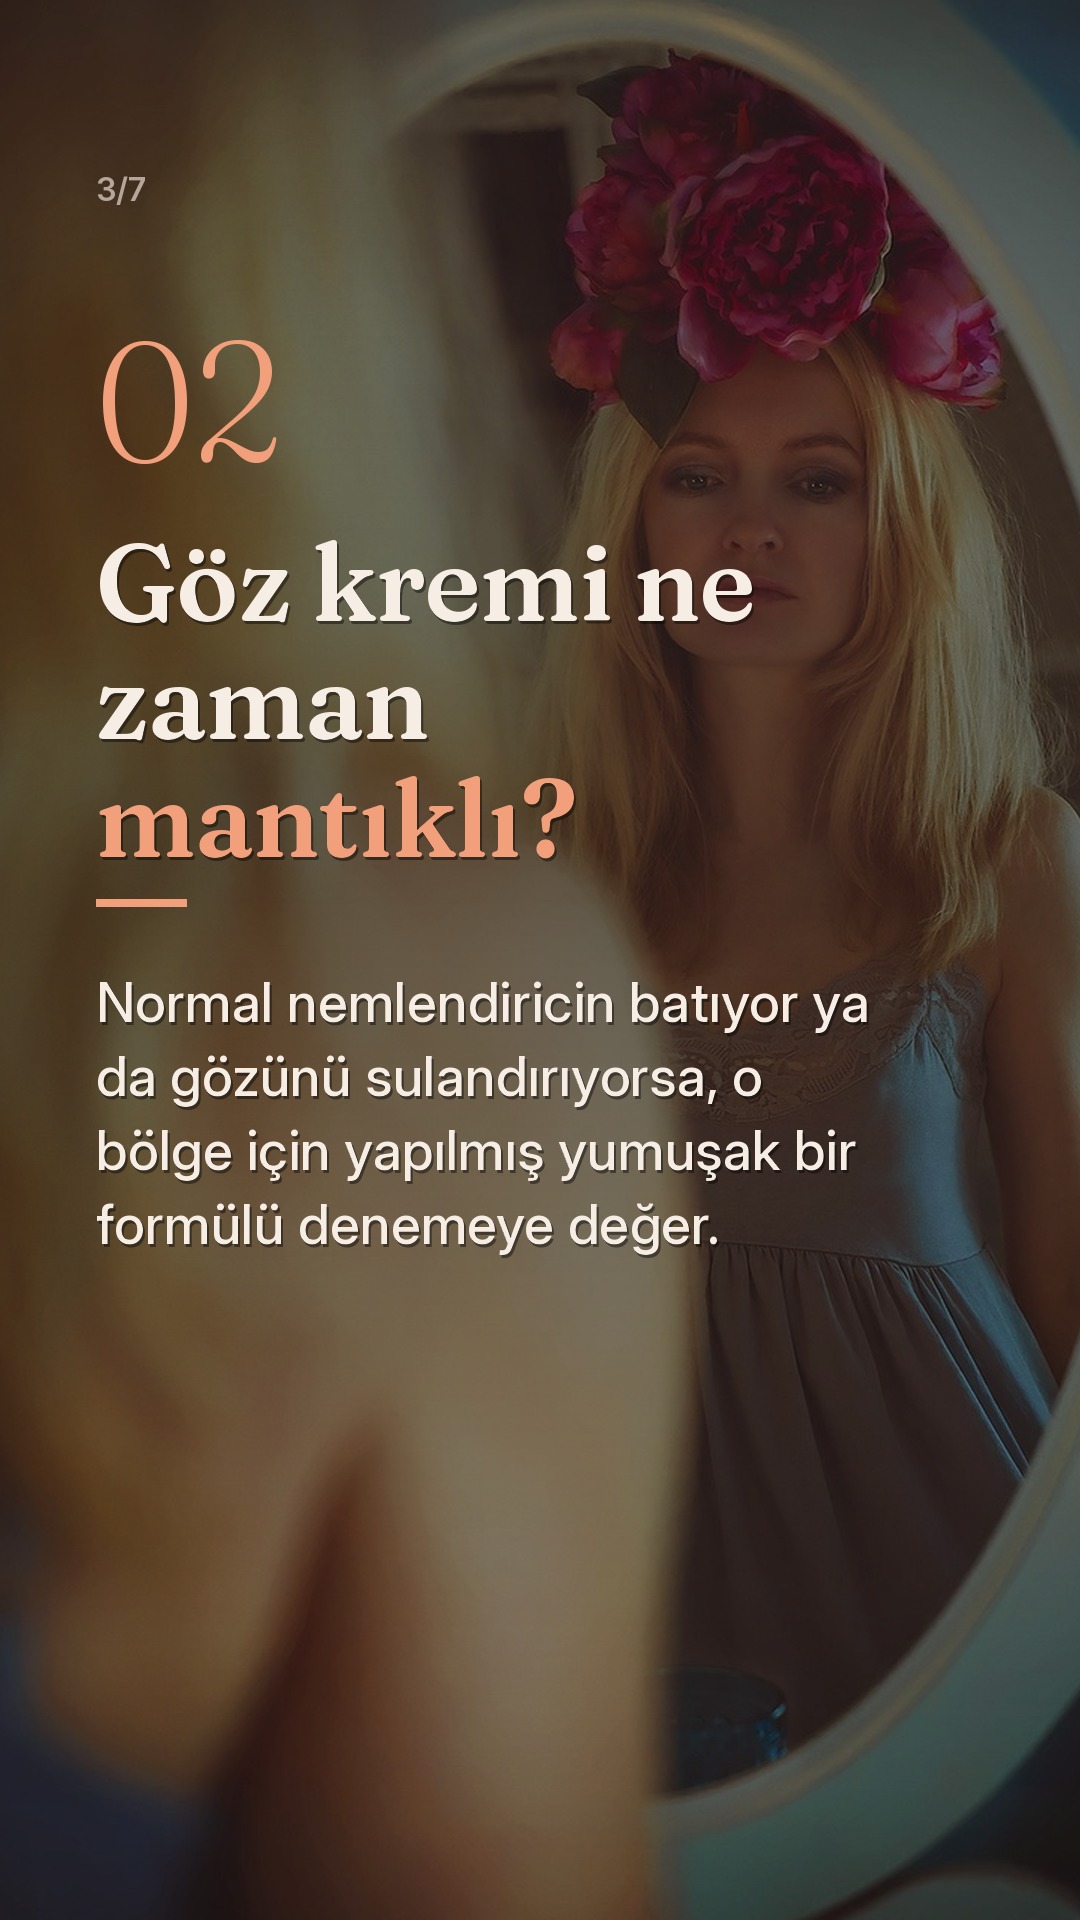 3/7
02
Göz kremi ne
zaman
mantıklı?
Normal nemlendiricin batıyor ya
da gözünü sulandırıyorsa, o
bölge için yapılmış yumuşak bir
formülü denemeye değer.